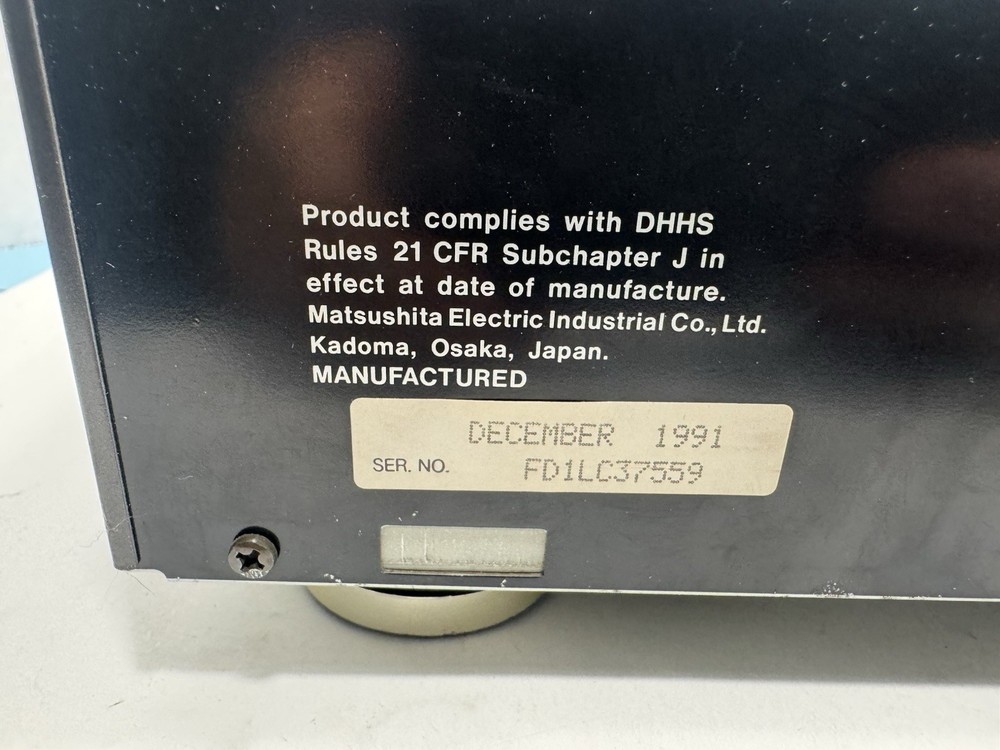 Product complies with DHHS
Rules 21 CFR Subchapter J in
effect at date of manufacture.
Matsushita Electric Industrial Co., Ltd.
Kadoma, Osaka, Japan.
MANUFACTURED
DECEMBER 1991
SER. NO. FD1LC37559